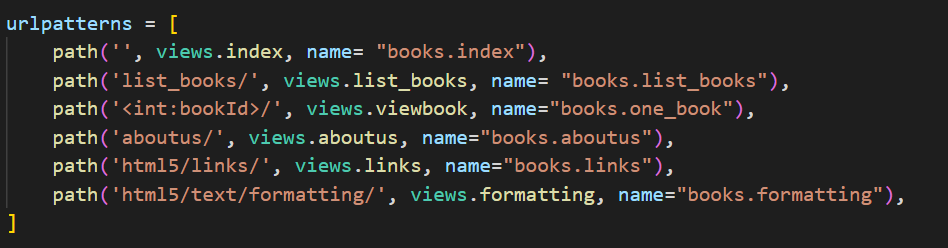 urlpatterns = [
    path('', views.index, name= "books.index"),
    path('list_books/', views.list_books, name= "books.list_books"),
    path('<int:bookId>/', views.viewbook, name="books.one_book"),
    path('aboutus/', views.aboutus, name="books.aboutus"),
    path('html5/links/', views.links, name="books.links"),
    path('html5/text/formatting/', views.formatting, name="books.formatting"),
]